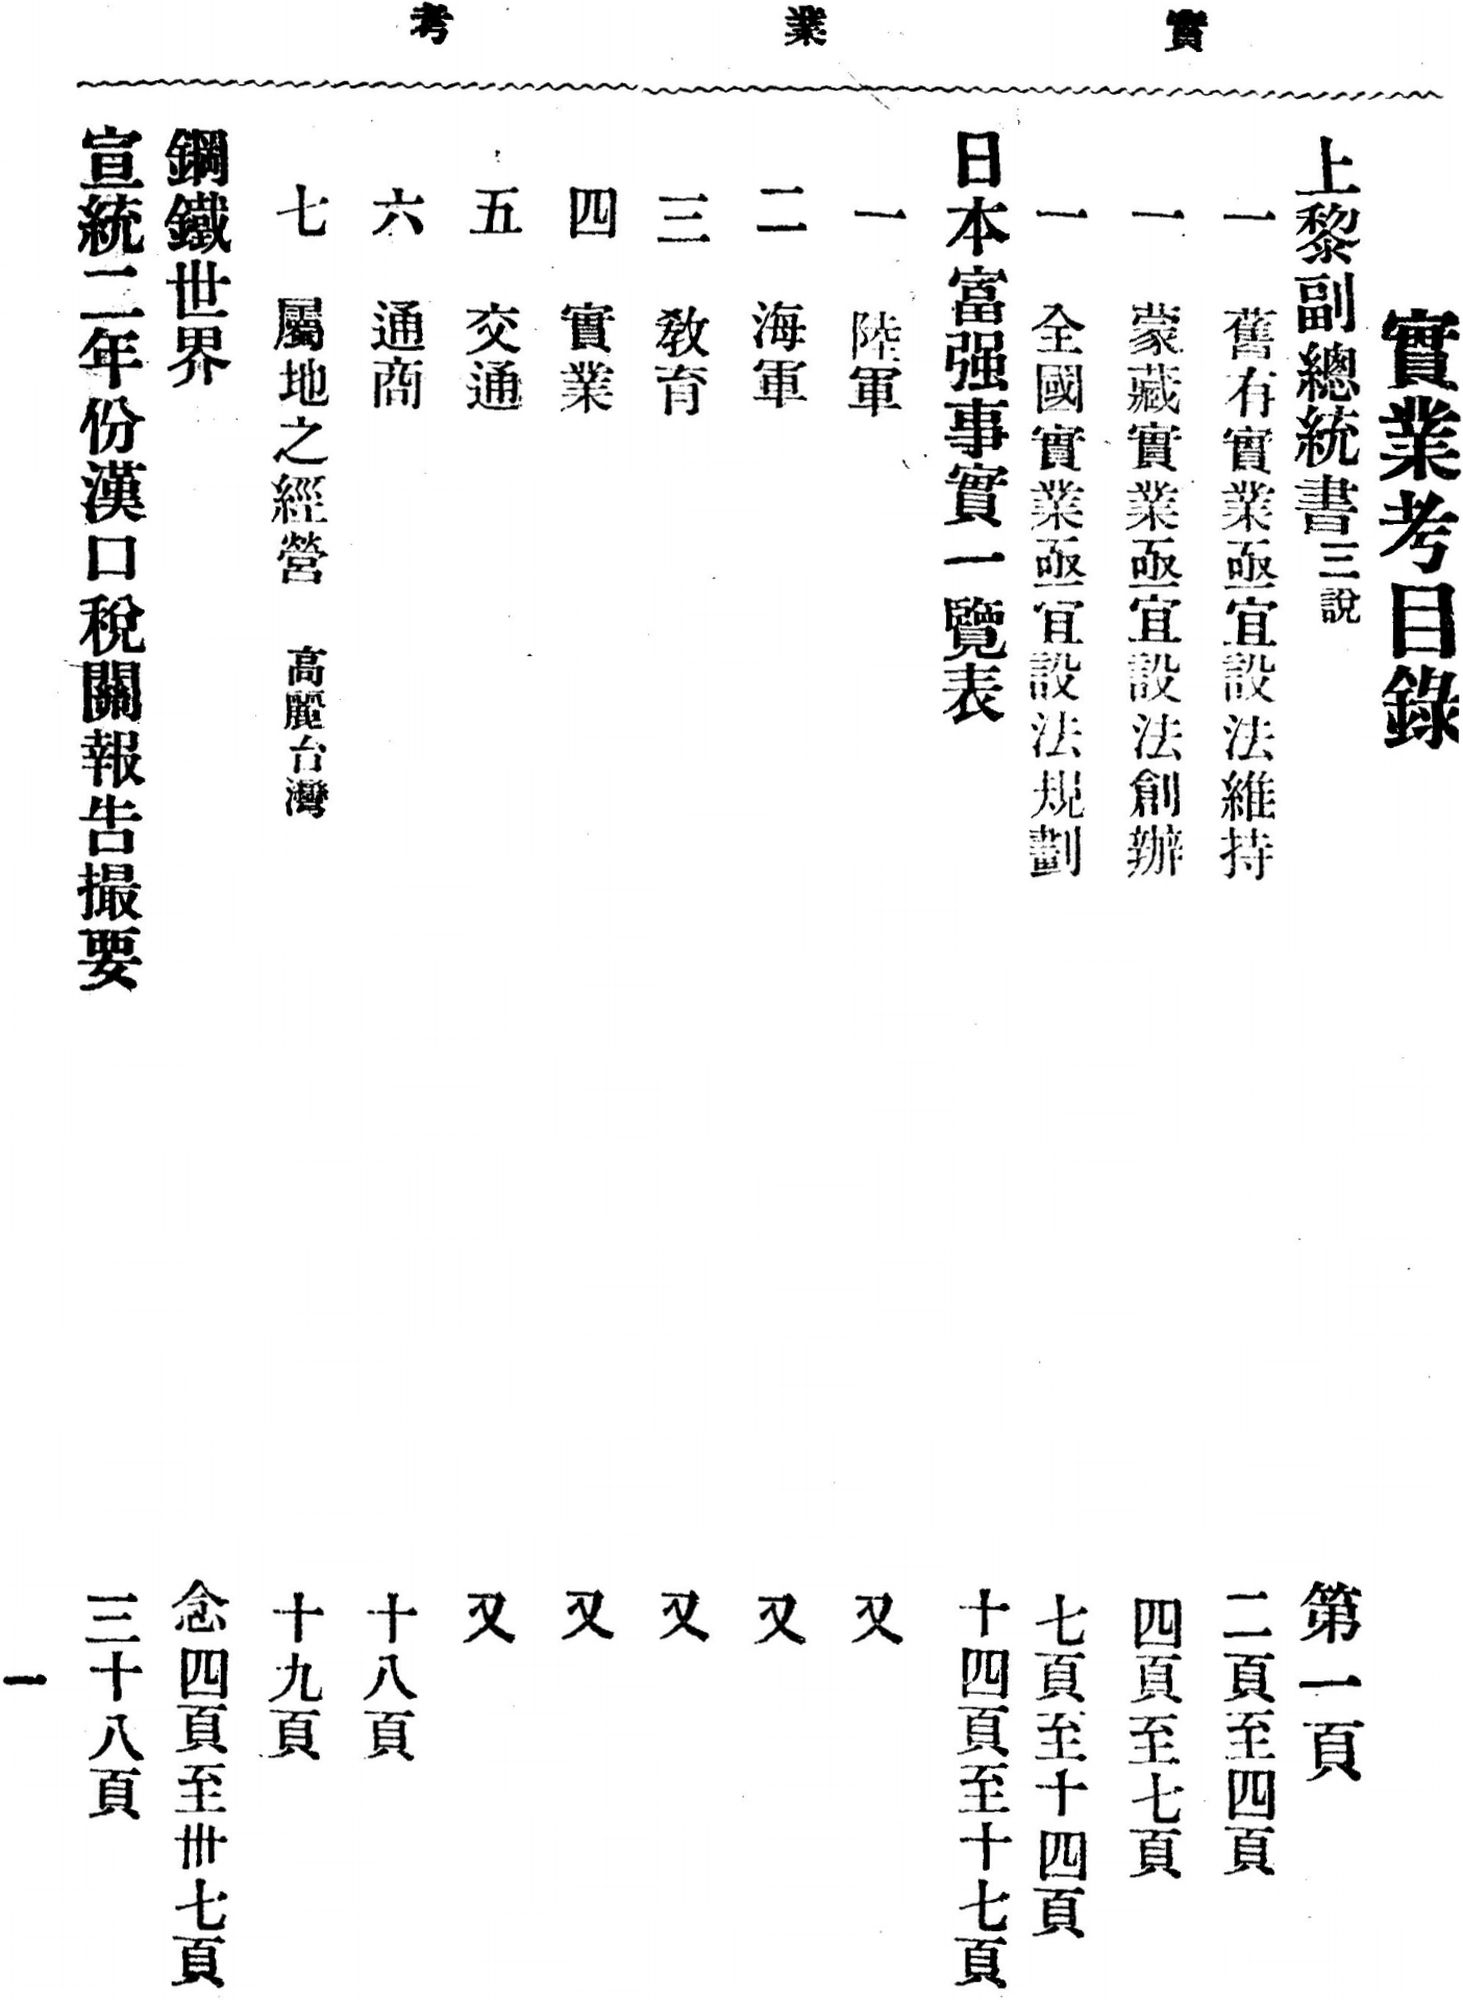 實業考
實業考目錄
上黎副總統書三說 第一頁
一 舊有實業亟宜設法維持 二頁至四頁
一 蒙藏實業亟宜設法創辦 四頁至七頁
一 全國實業亟宜設法規劃 七頁至十四頁
日本富强事實一覽表 十四頁至十七頁
一 陸軍 又
二 海軍 又
三 教育 又
四 實業 又
五 交通 又
六 通商 十八頁
七 屬地之經營 高麗台灣 十九頁
鋼鐵世界 念四頁至卅七頁
宣統二年份漢口稅關報告撮要 三十八頁
一